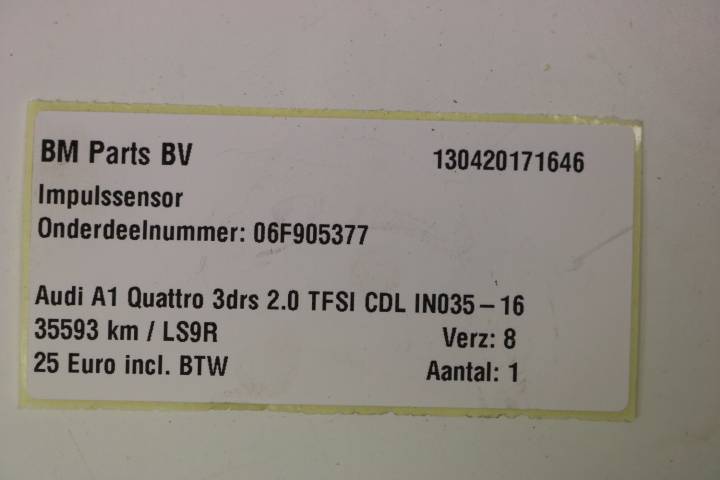 BM Parts BV 130420171646
Impulssensor
Onderdeelnummer: 06F905377
Audi A1 Quattro 3drs 2.0 TFSI CDL IN035-16
35593 km / LS9R Verz: 8
25 Euro incl. BTW Aantal: 1